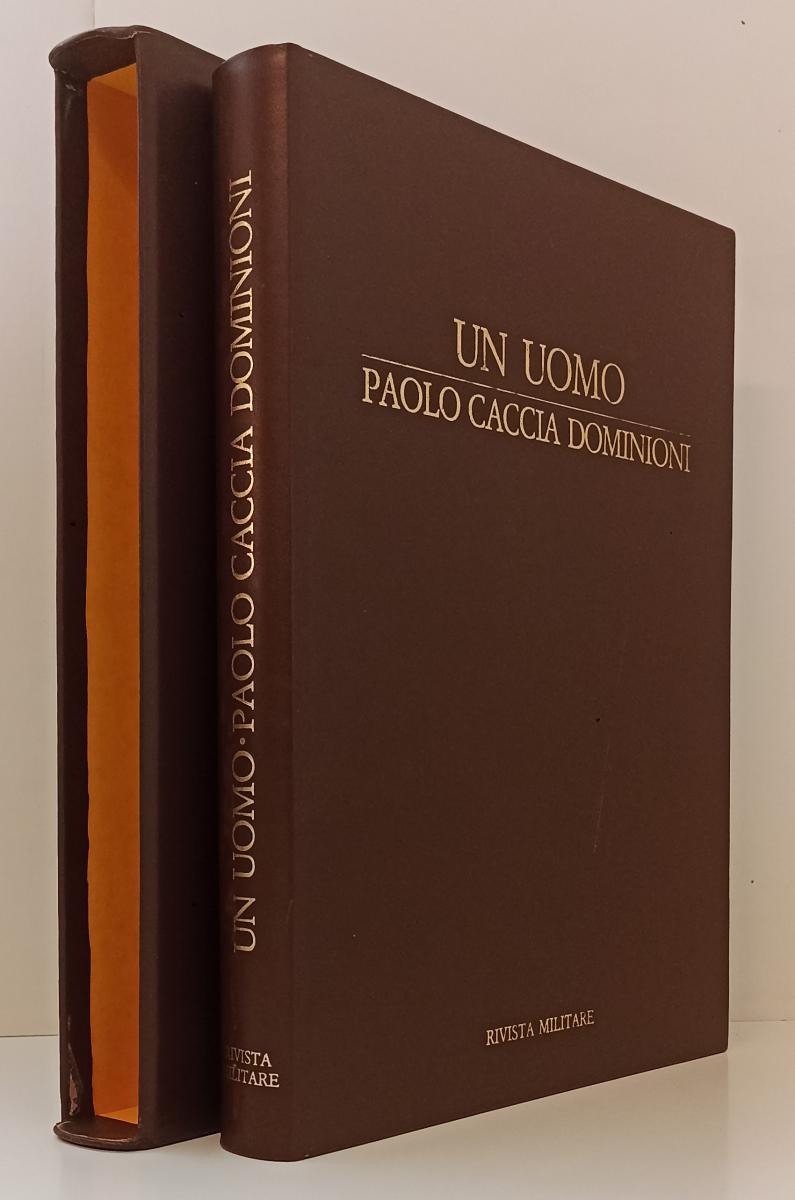 UN UOMO
PAOLO CACCIA DOMINIONI
RIVISTA MILITARE
UN UOMO • PAOLO CACCIA DOMINIONI
RIVISTA
MILITARE